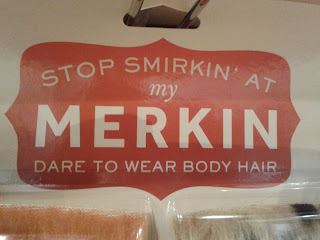 STOP SMIRKIN' AT
my
MERKIN
DARE TO WEAR BODY HAIR